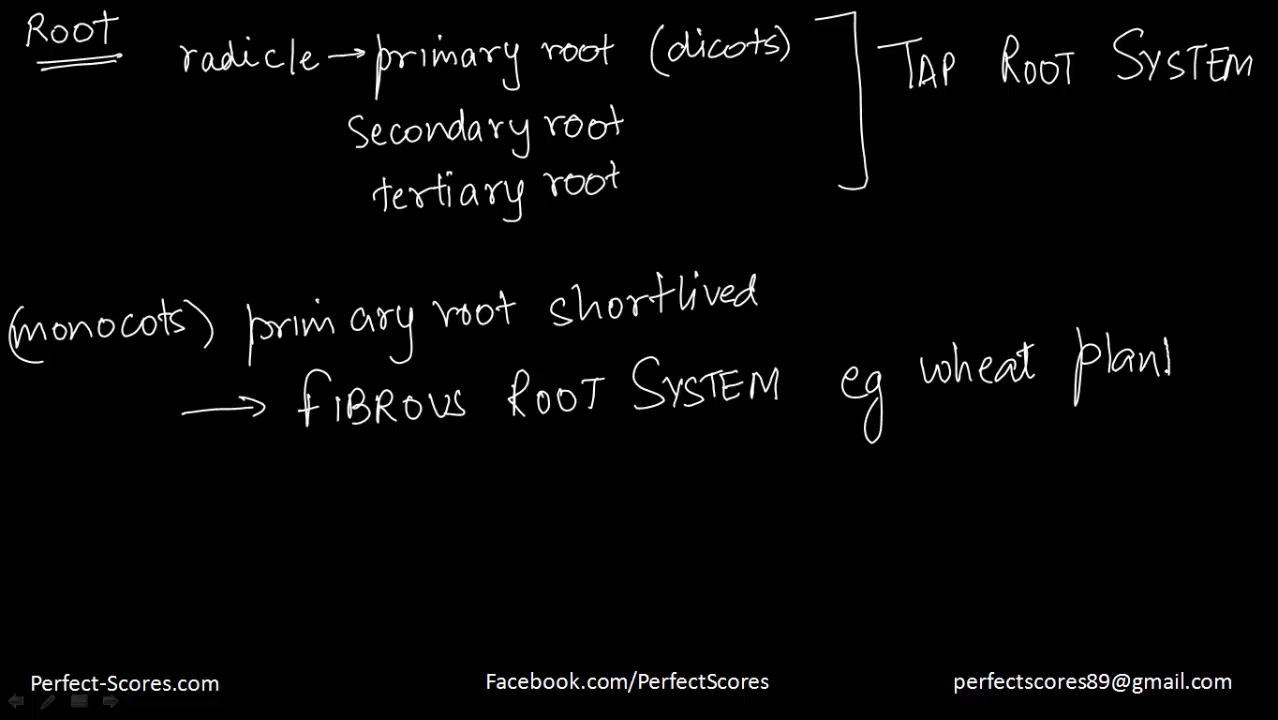 Root
radicle → primary root (dicots) TAP ROOT SYSTEM
Secondary root
tertiary root
(monocots) primary root shortlived
→ FIBROUS ROOT SYSTEM eg wheat plant
Perfect-Scores.com Facebook.com/PerfectScores perfectscores89@gmail.com